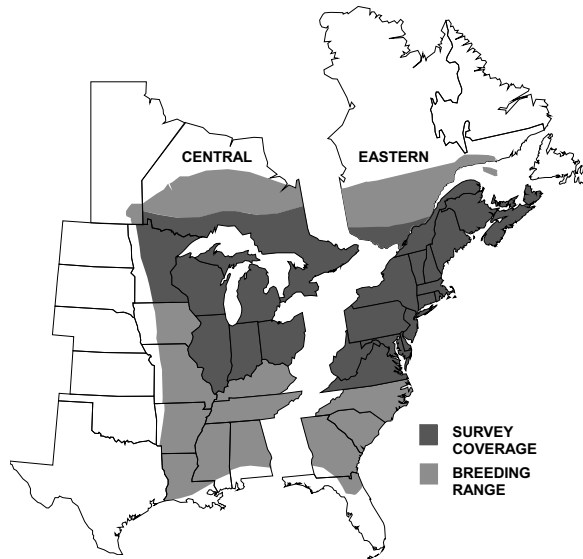 CENTRAL
EASTERN
SURVEY
COVERAGE
BREEDING
RANGE